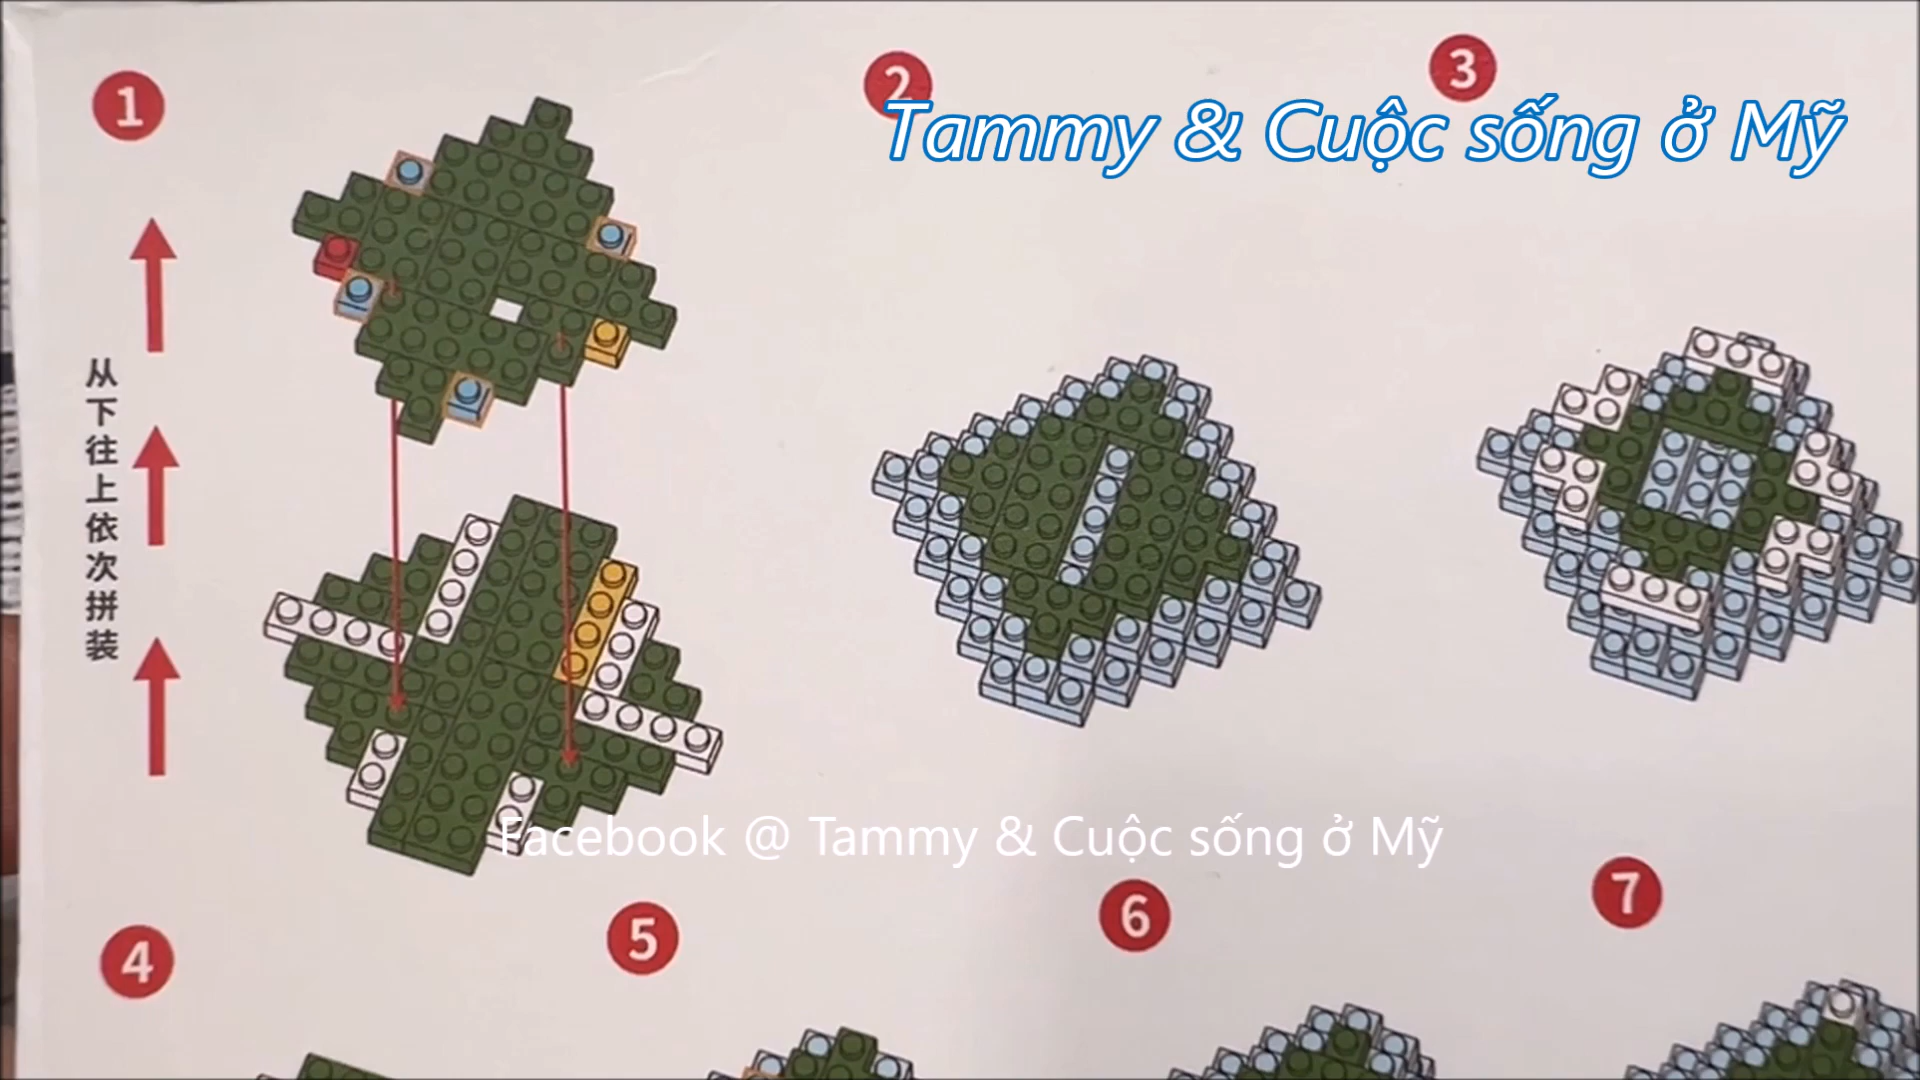 1
2
3
Tammy & Cuộc sống ở Mỹ
从下往上依次拼装
Facebook @ Tammy & Cuộc sống ở Mỹ
4
5
6
7